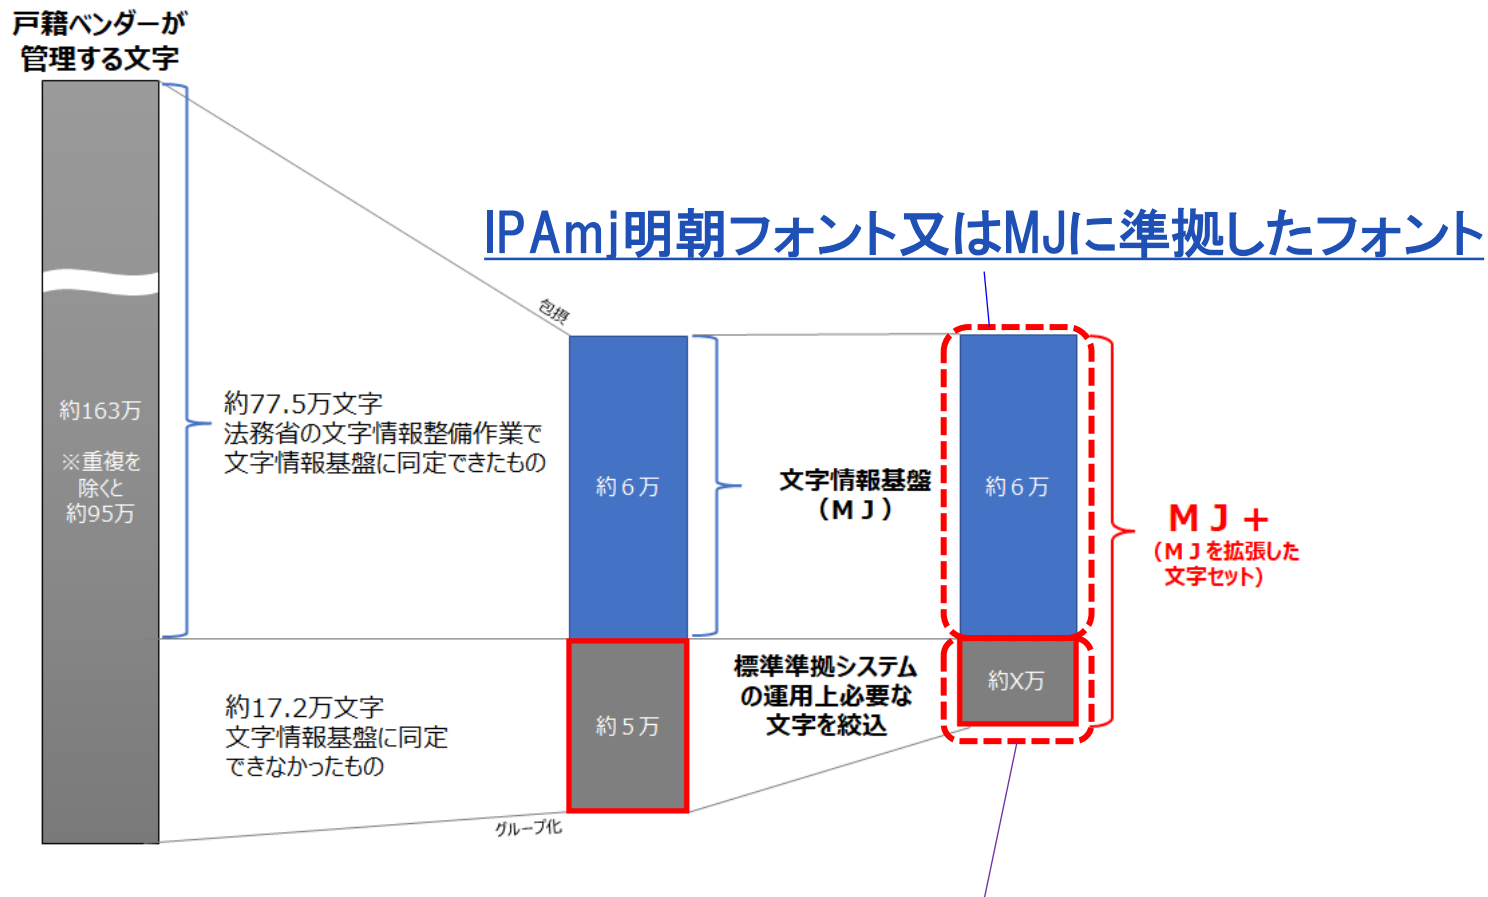 戸籍ベンダーが
管理する文字
IPAmj明朝フォント又はMJに準拠したフォント
包摂
約163万
※重複を
除くと
約95万
約77.5万文字
法務省の文字情報整備作業で
文字情報基盤に同定できたもの
約６万
文字情報基盤
（ＭＪ）
約６万
ＭＪ＋
（ＭＪを拡張した
文字セット）
約17.2万文字
文字情報基盤に同定
できなかったもの
約５万
標準準拠システム
の運用上必要な
文字を絞込
約X万
グループ化